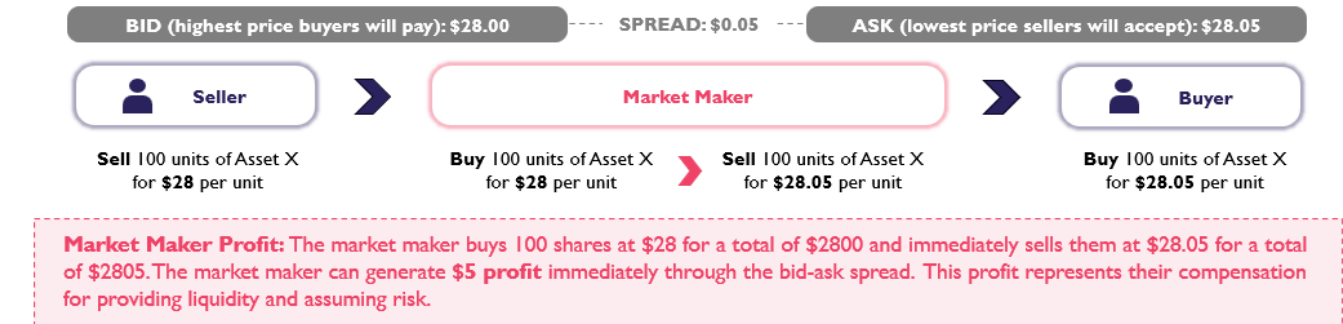 BID (highest price buyers will pay): $28.00
SPREAD: $0.05
ASK (lowest price sellers will accept): $28.05
Seller
Market Maker
Buyer
Sell 100 units of Asset X
for $28 per unit
Buy 100 units of Asset X
for $28 per unit
Sell 100 units of Asset X
for $28.05 per unit
Buy 100 units of Asset X
for $28.05 per unit
Market Maker Profit: The market maker buys 100 shares at $28 for a total of $2800 and immediately sells them at $28.05 for a total
of $2805. The market maker can generate $5 profit immediately through the bid-ask spread. This profit represents their compensation
for providing liquidity and assuming risk.